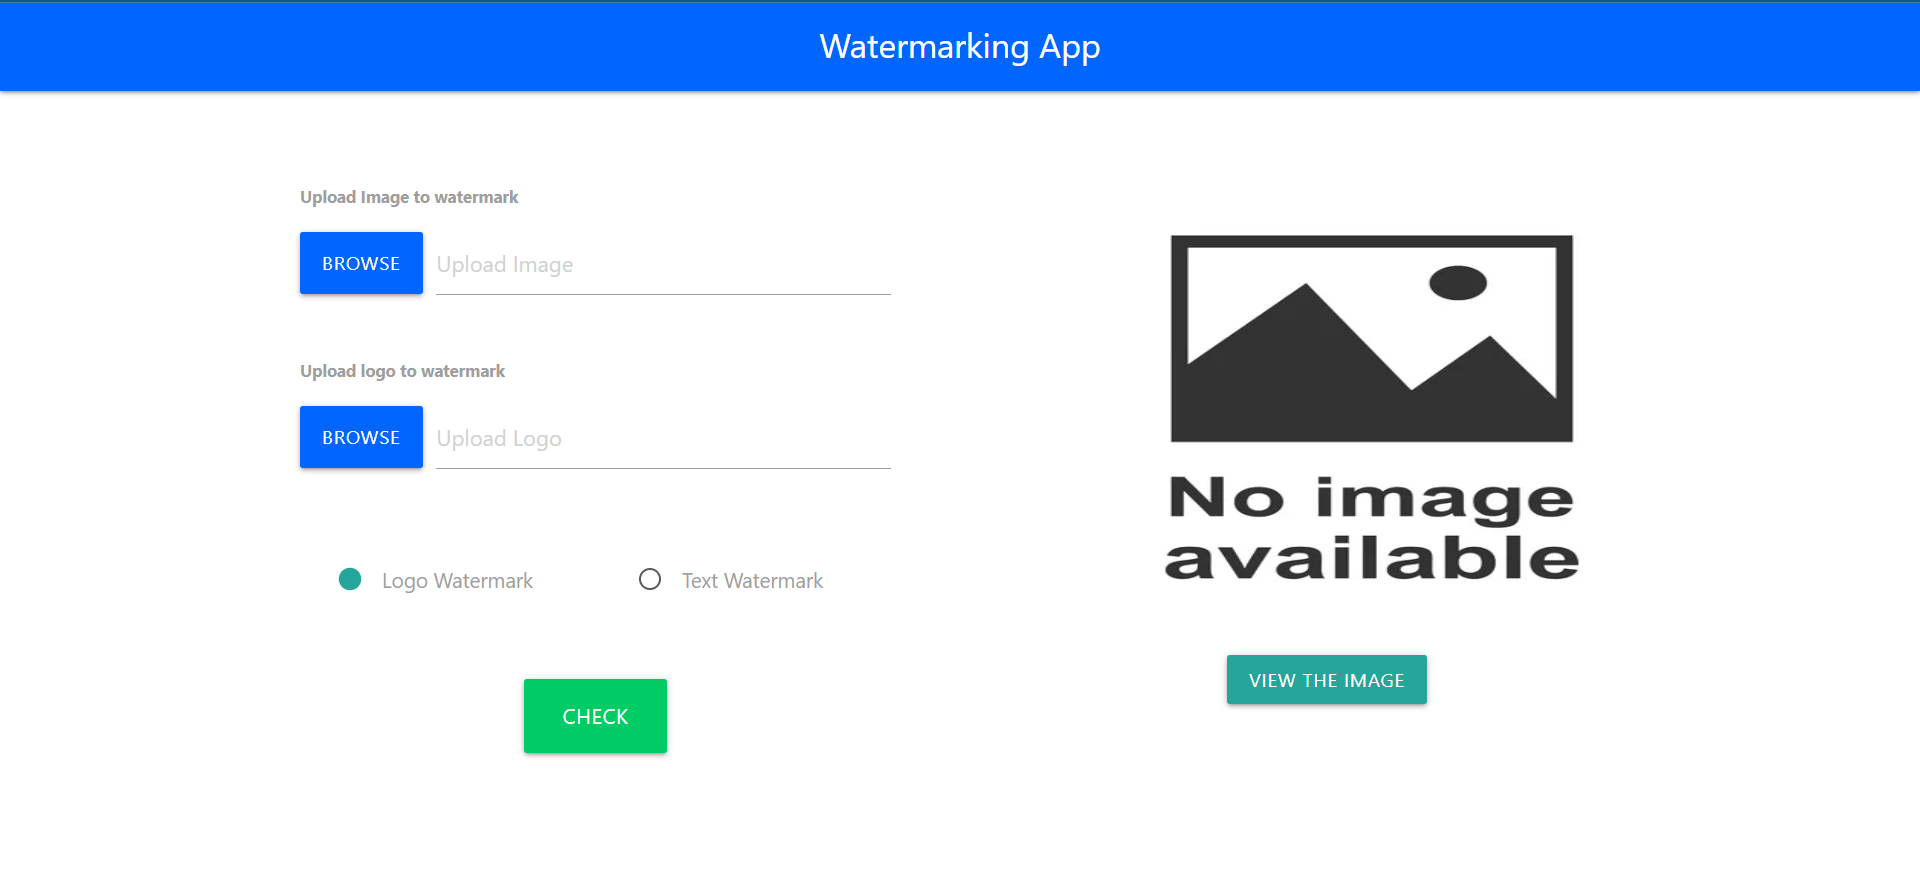 Watermarking App
Upload Image to watermark
BROWSE
Upload Image
Upload logo to watermark
BROWSE
Upload Logo
Logo Watermark
Text Watermark
CHECK
No image
available
VIEW THE IMAGE